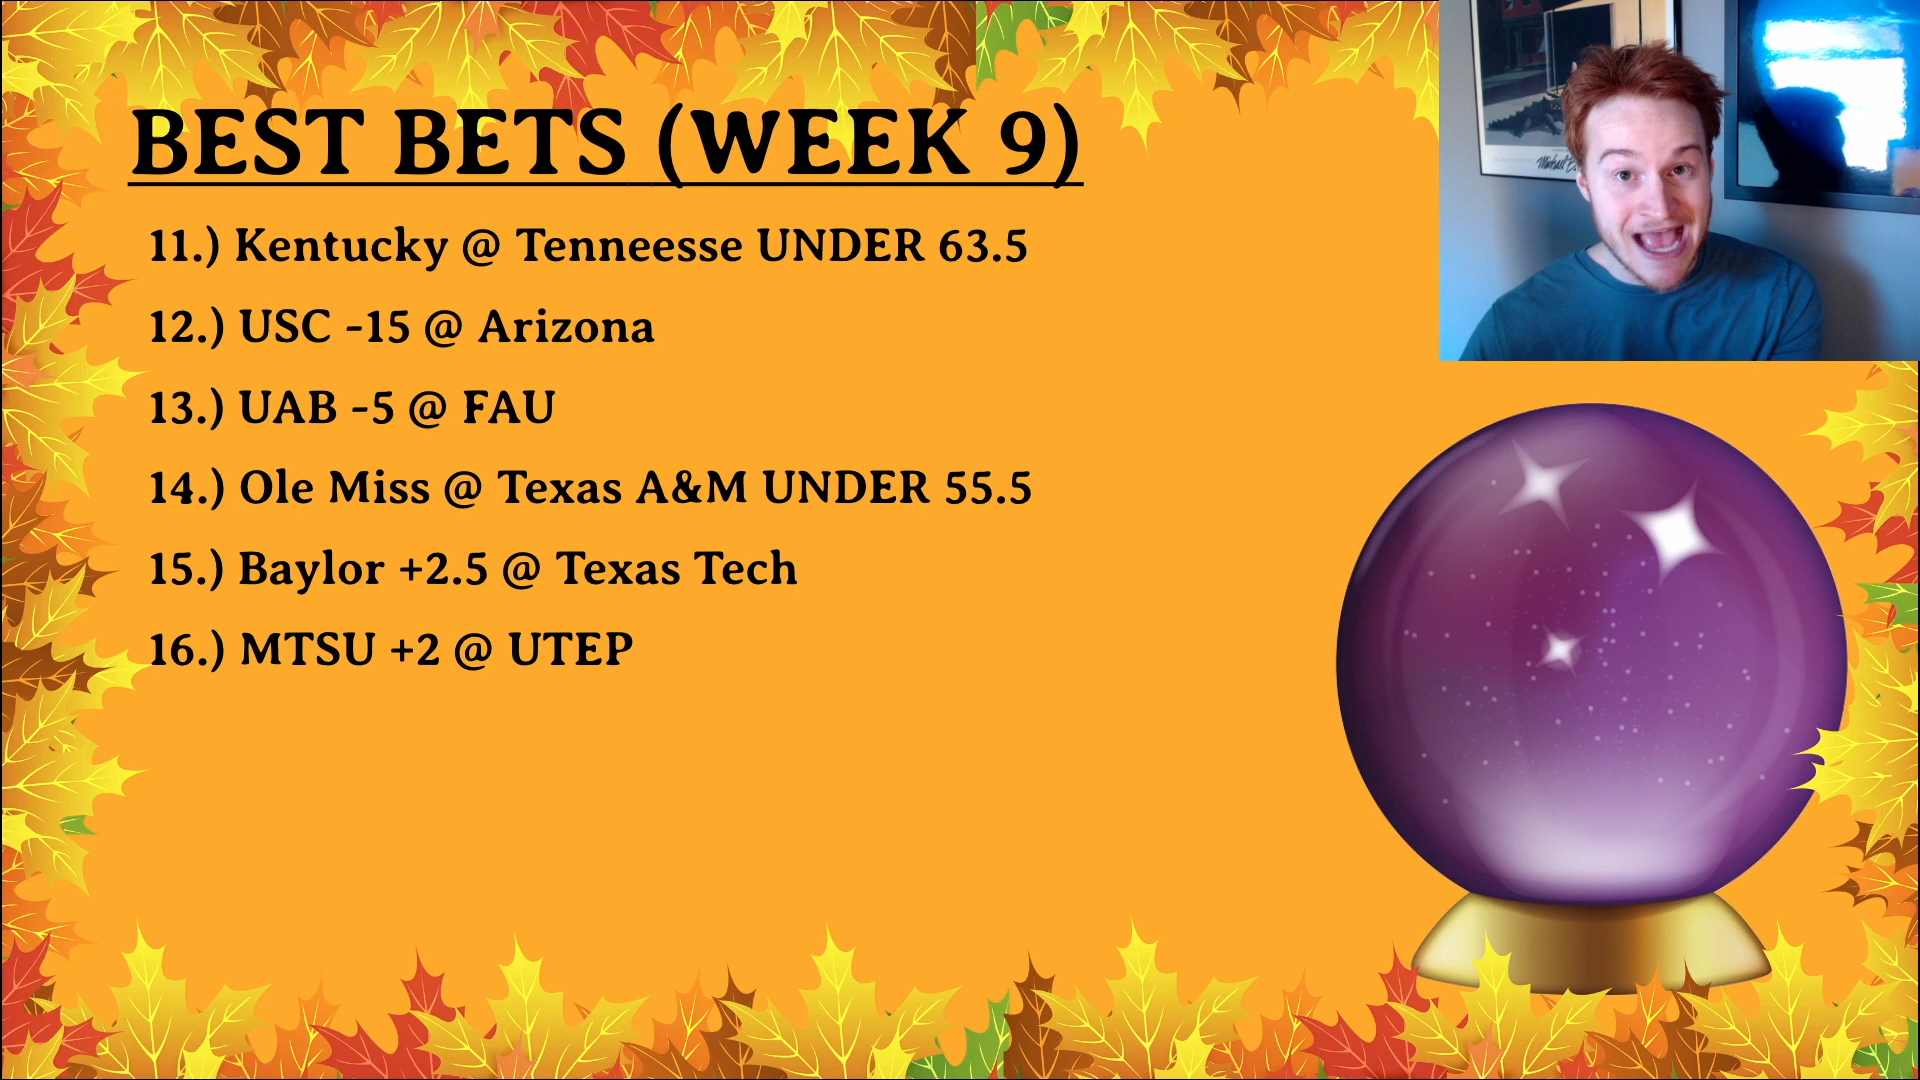 BEST BETS (WEEK 9)
11.) Kentucky @ Tenneesse UNDER 63.5
12.) USC -15 @ Arizona
13.) UAB -5 @ FAU
14.) Ole Miss @ Texas A&M UNDER 55.5
15.) Baylor +2.5 @ Texas Tech
16.) MTSU +2 @ UTEP